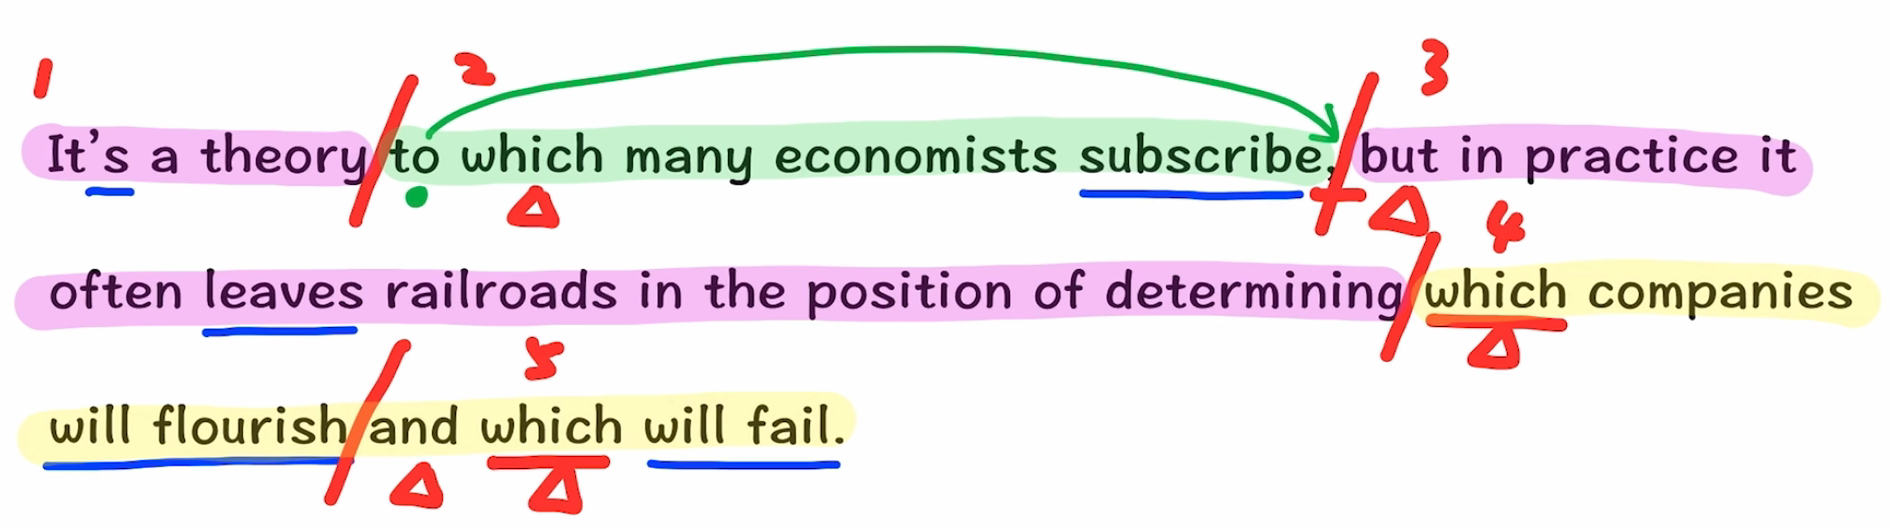 1 2 3
It's a theory to which many economists subscribe, but in practice it
4
often leaves railroads in the position of determining which companies
5
will flourish and which will fail.